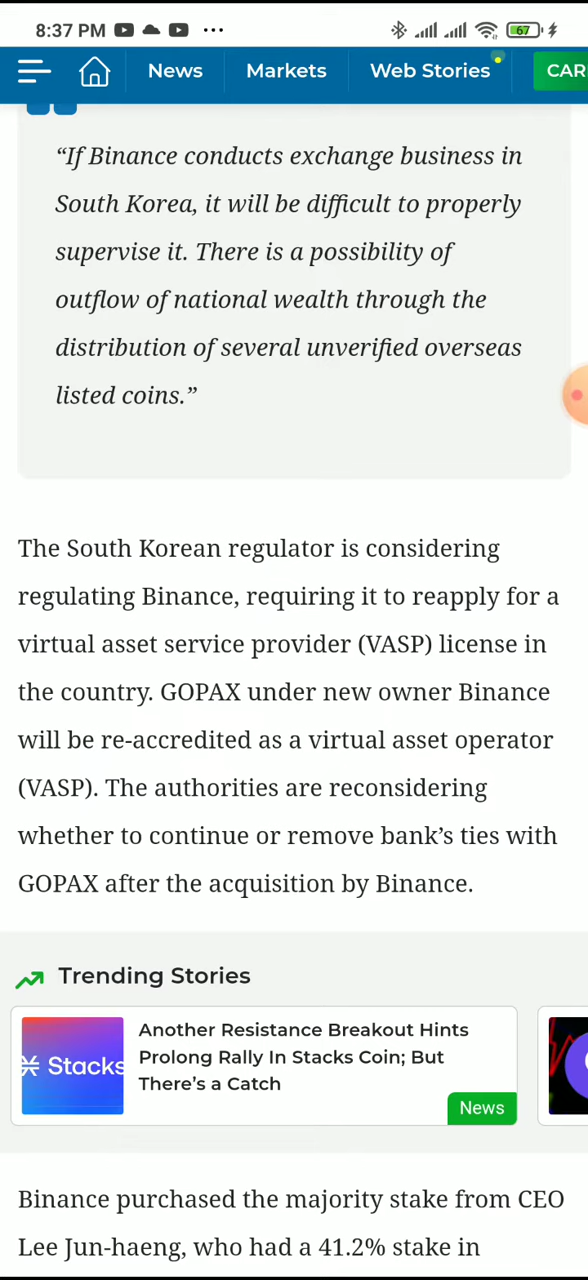 8:37 PM
67
News
Markets
Web Stories
CAR
“If Binance conducts exchange business in
South Korea, it will be difficult to properly
supervise it. There is a possibility of
outflow of national wealth through the
distribution of several unverified overseas
listed coins.”
The South Korean regulator is considering
regulating Binance, requiring it to reapply for a
virtual asset service provider (VASP) license in
the country. GOPAX under new owner Binance
will be re-accredited as a virtual asset operator
(VASP). The authorities are reconsidering
whether to continue or remove bank’s ties with
GOPAX after the acquisition by Binance.
Trending Stories
Stacks
Another Resistance Breakout Hints
Prolong Rally In Stacks Coin; But
There’s a Catch
News
Binance purchased the majority stake from CEO
Lee Jun-haeng, who had a 41.2% stake in